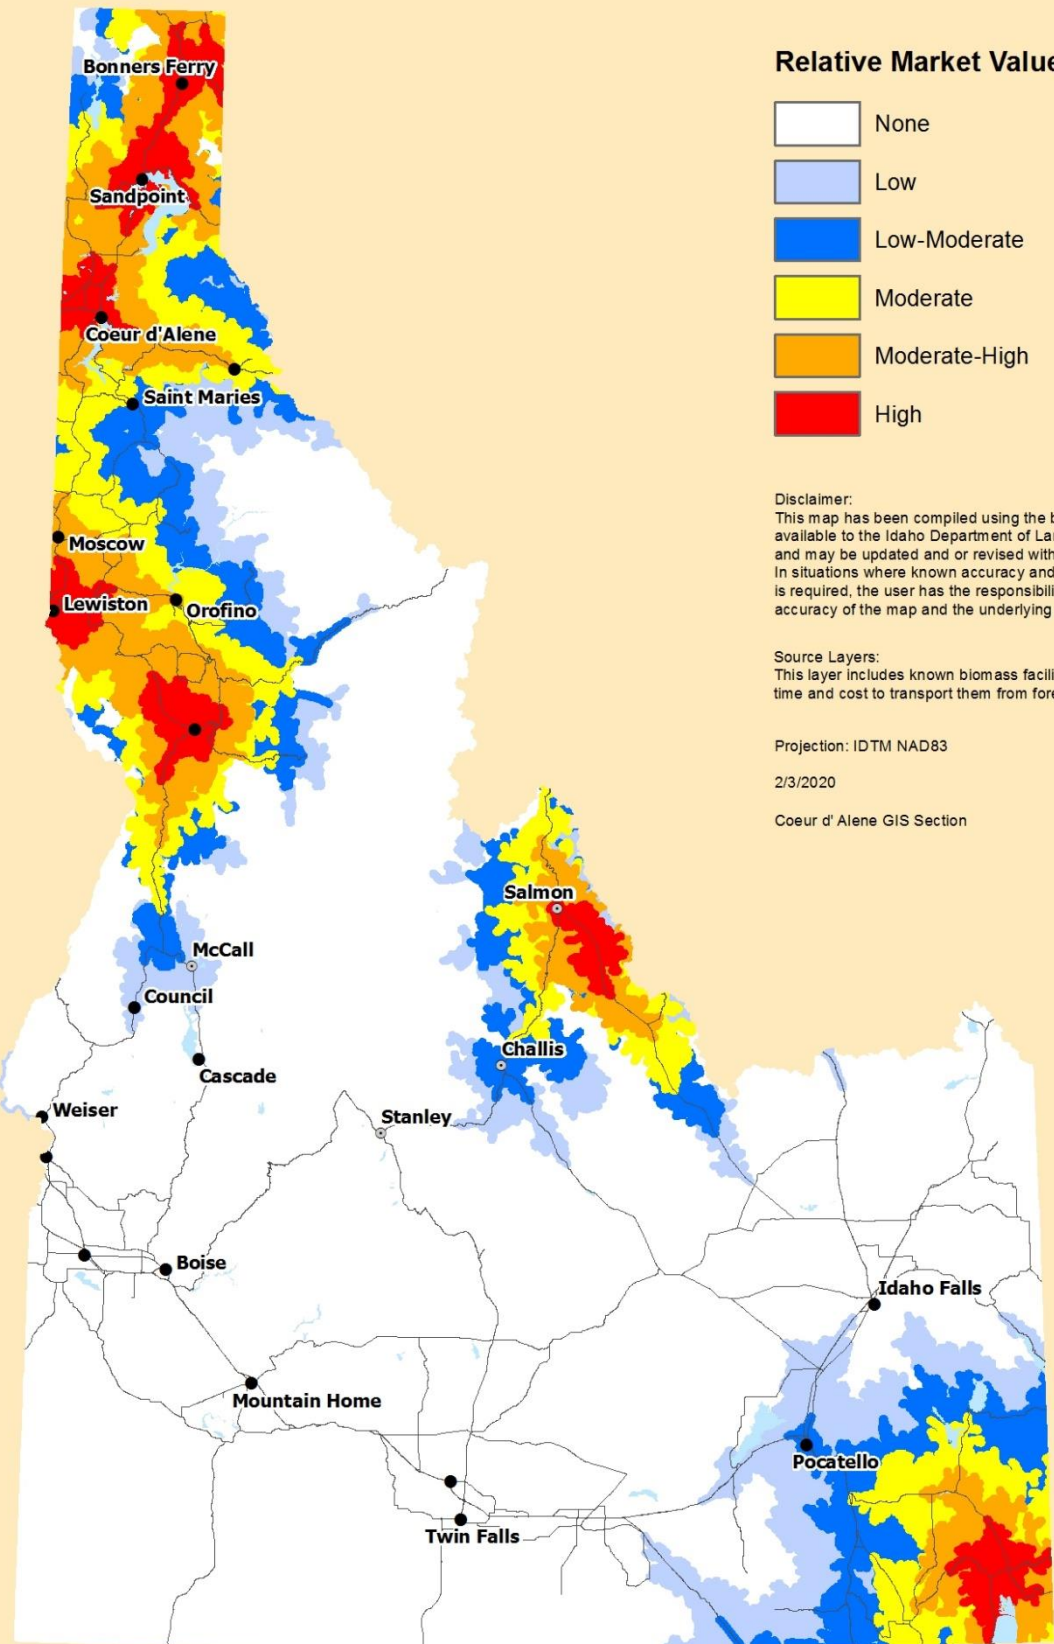 Relative Market Value
None
Low
Low-Moderate
Moderate
Moderate-High
High
Disclaimer:
This map has been compiled using the
available to the Idaho Department of
and may be updated and or revised
In situations where known accuracy and
is required, the user has the
accuracy of the map and the underlying
Source Layers:
This layer includes known biomass
time and cost to transport them from
Projection: IDTM NAD83
2/3/2020
Coeur d' Alene GIS Section
Bonners Ferry
Sandpoint
Coeur d'Alene
Saint Maries
Moscow
Lewiston
Orofino
Salmon
McCall
Council
Challis
Cascade
Weiser
Stanley
Boise
Idaho Falls
Mountain Home
Pocatello
Twin Falls